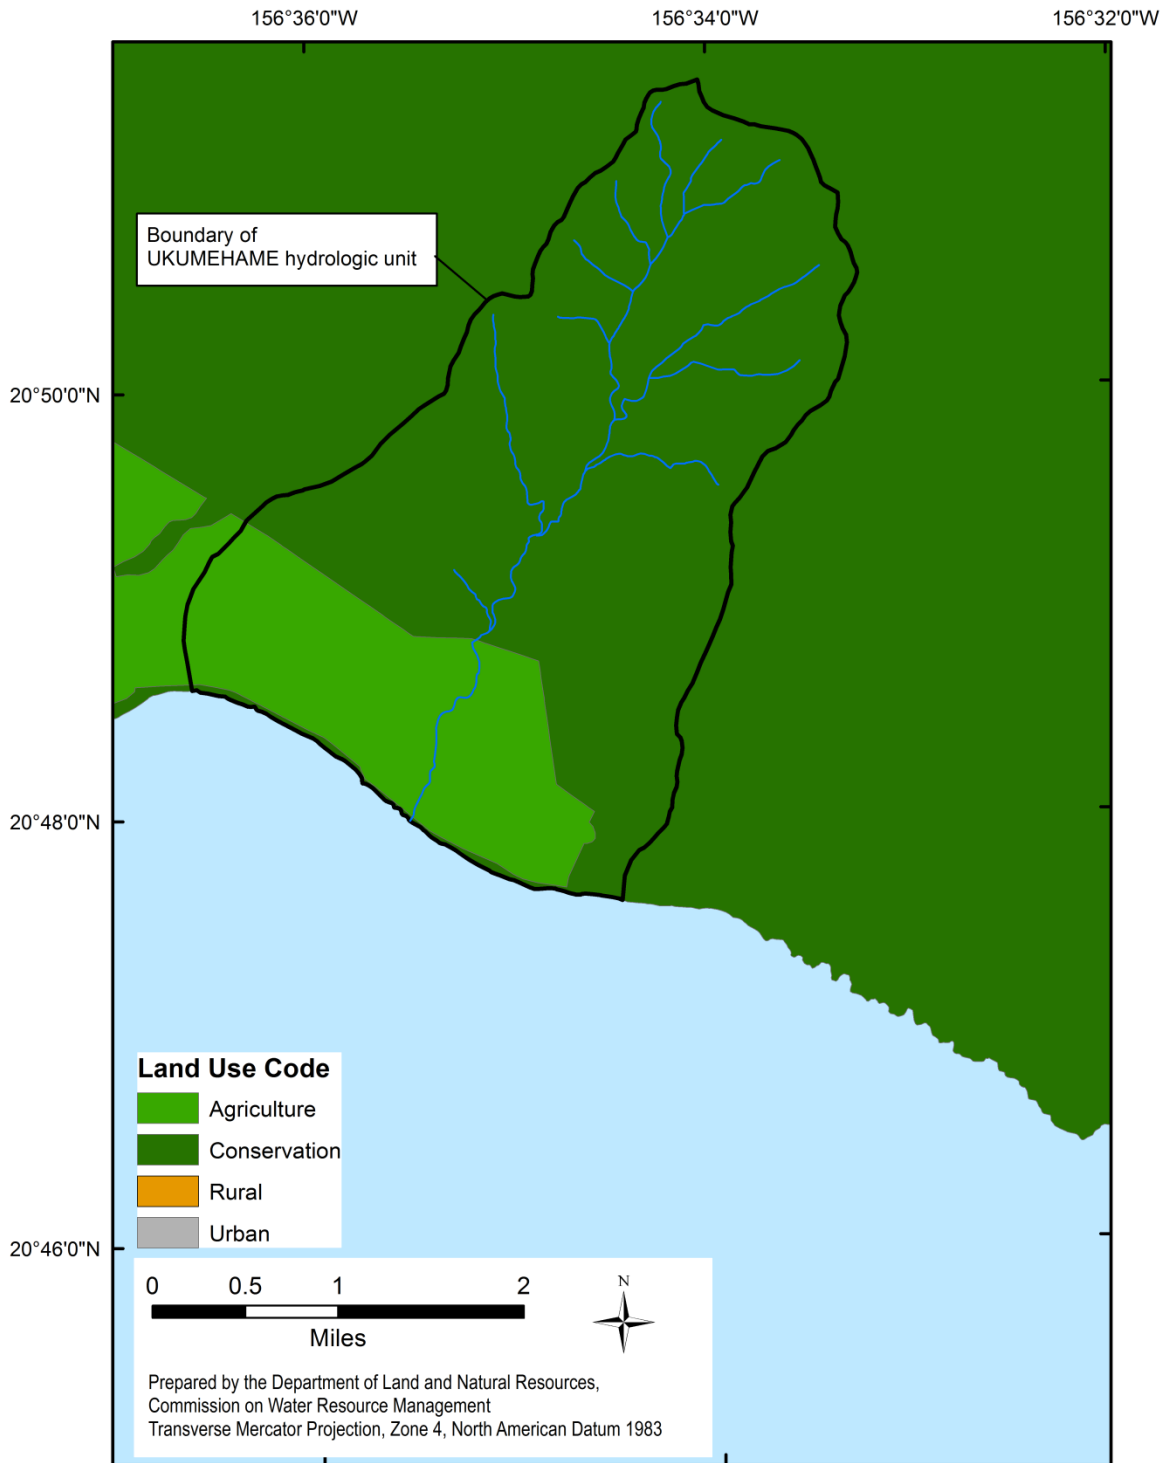 156°36'0"W
156°34'0"W
156°32'0"W
Boundary of
UKUMEHAME hydrologic unit
20°50'0"N
20°48'0"N
Land Use Code
Agriculture
Conservation
Rural
Urban
20°46'0"N
0 0.5 1 2
Miles
N
Prepared by the Department of Land and Natural Resources,
Commission on Water Resource Management
Transverse Mercator Projection, Zone 4, North American Datum 1983